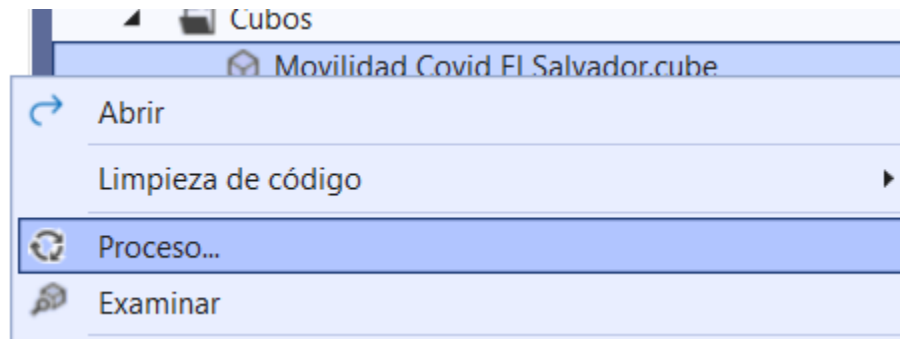 Cubos
Movilidad Covid El Salvador.cube
Abrir
Limpieza de código
Proceso...
Examinar